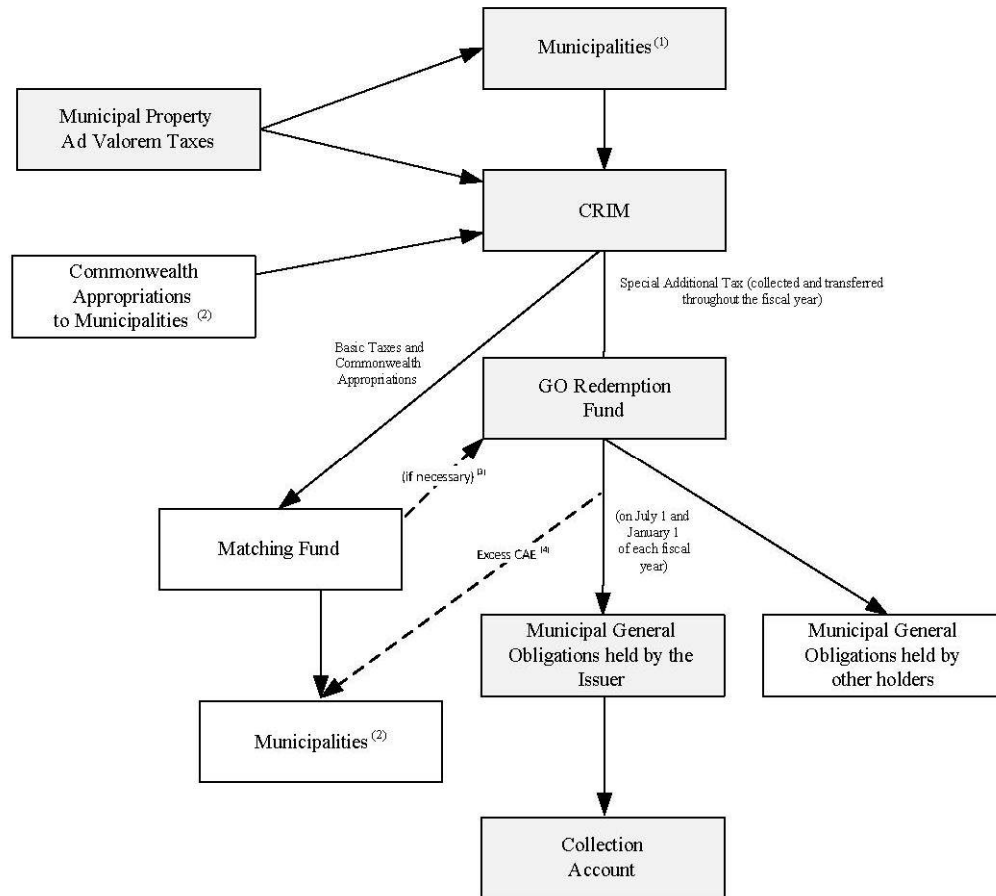 Municipalities (1)
Municipal Property
Ad Valorem Taxes
CRIM
Commonwealth
Appropriations
to Municipalities (2)
Special Additional Tax (collected and transferred
throughout the fiscal year)
Basic Taxes and
Commonwealth
Appropriations
GO Redemption
Fund
(if necessary) (3)
(on July 1 and
January 1
of each fiscal
year)
Matching Fund
Excess CAE (4)
Municipal General
Obligations held by the
Issuer
Municipal General
Obligations held by
other holders
Municipalities (2)
Collection
Account